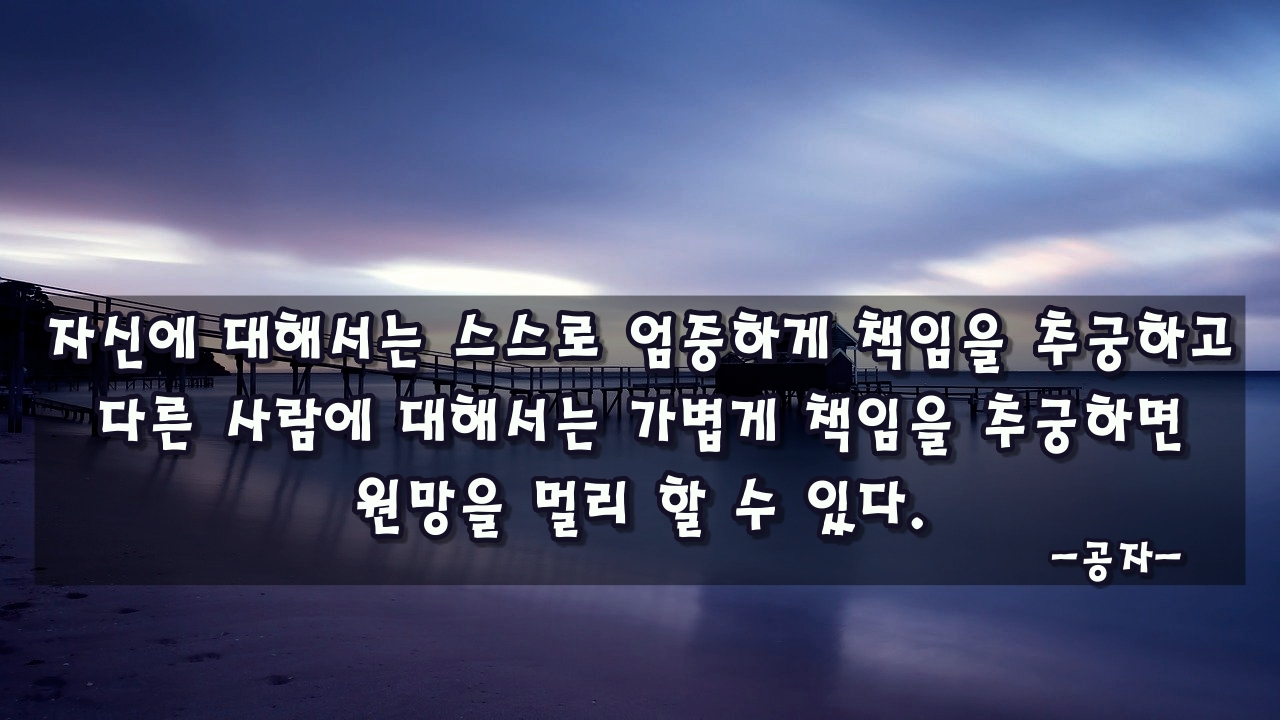 자신에 대해서는 스스로 엄중하게 책임을 추궁하고
다른 사람에 대해서는 가볍게 책임을 추궁하면
원망을 멀리 할 수 있다.
-공자-